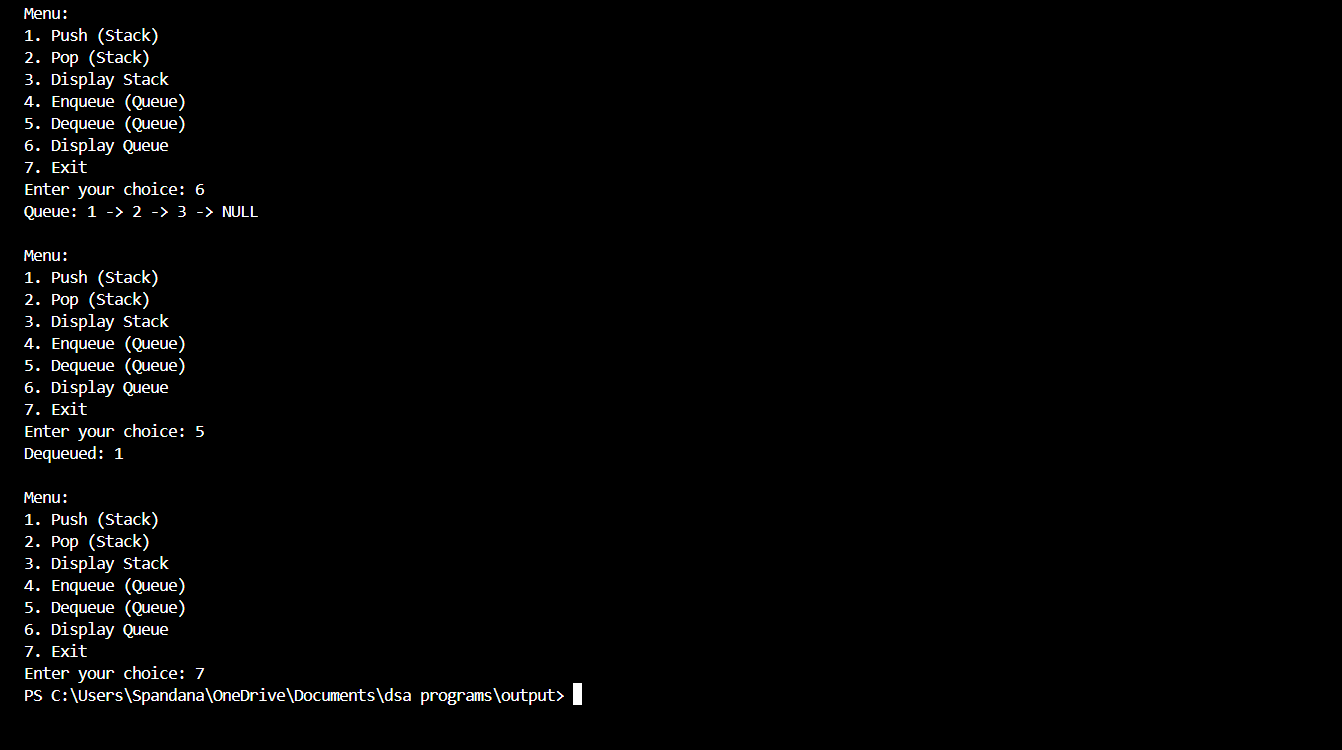 Menu:
1. Push (Stack)
2. Pop (Stack)
3. Display Stack
4. Enqueue (Queue)
5. Dequeue (Queue)
6. Display Queue
7. Exit
Enter your choice: 6
Queue: 1 -> 2 -> 3 -> NULL
Menu:
1. Push (Stack)
2. Pop (Stack)
3. Display Stack
4. Enqueue (Queue)
5. Dequeue (Queue)
6. Display Queue
7. Exit
Enter your choice: 5
Dequeued: 1
Menu:
1. Push (Stack)
2. Pop (Stack)
3. Display Stack
4. Enqueue (Queue)
5. Dequeue (Queue)
6. Display Queue
7. Exit
Enter your choice: 7
PS C:\Users\Spandana\OneDrive\Documents\dsa programs\output>